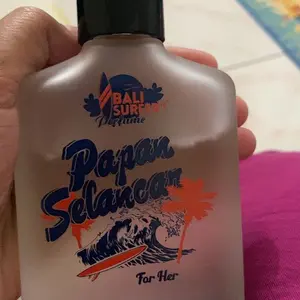 BALI
SURFER
Perfume
Papan
Selancar
For Her